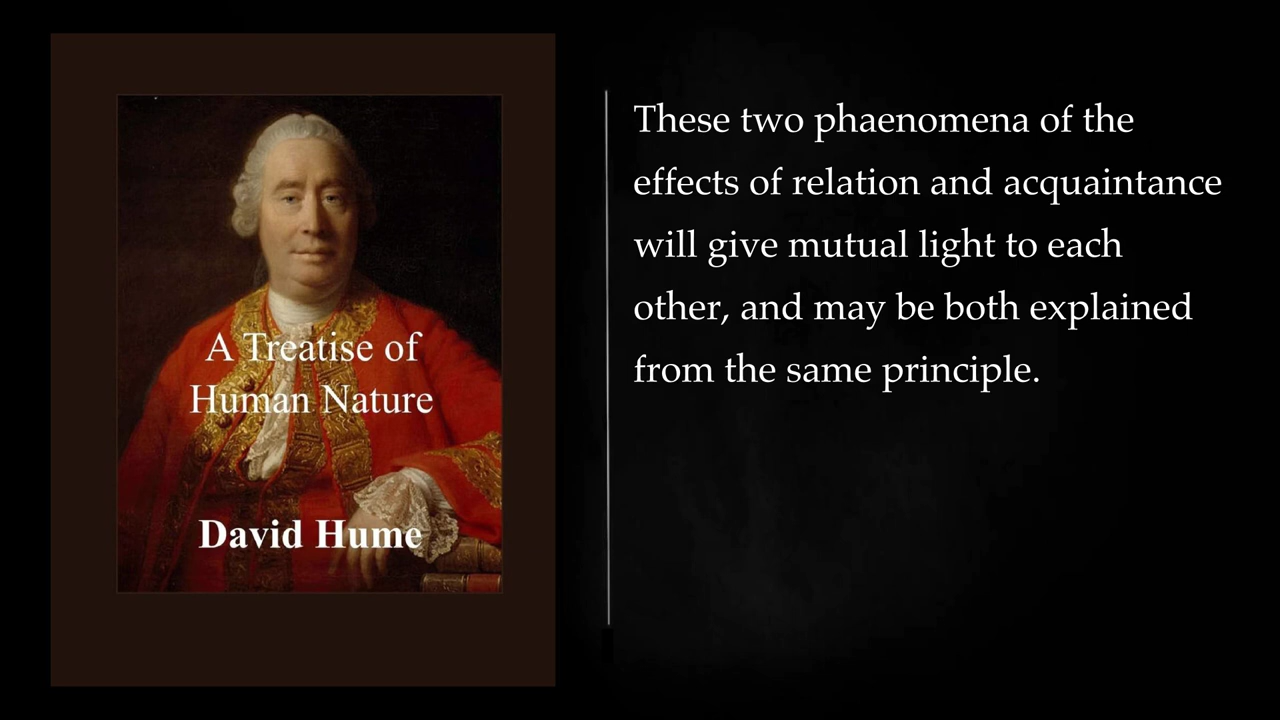 A Treatise of
Human Nature
David Hume
These two phaenomena of the
effects of relation and acquaintance
will give mutual light to each
other, and may be both explained
from the same principle.